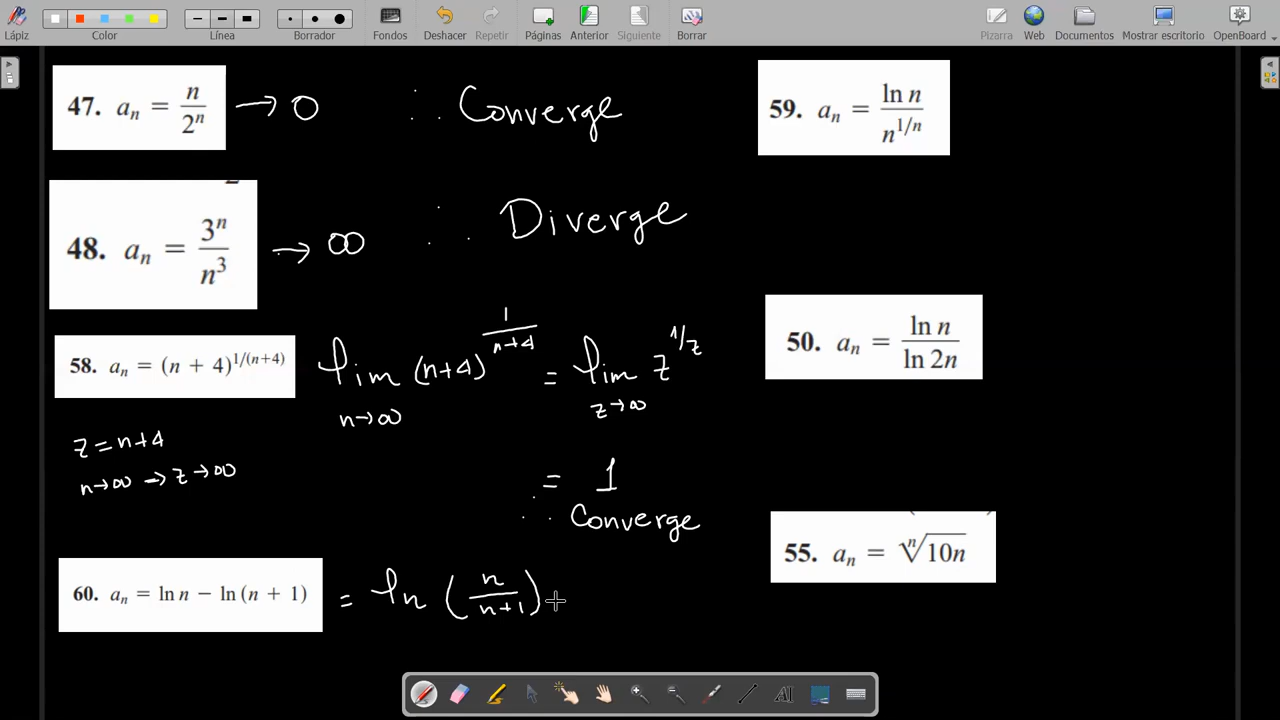 Lápiz Color Línea Borrador Fondos Deshacer Repetir Páginas Anterior Siguiente Borrar Pizarra Web Documentos Mostrar escritorio OpenBoard
47. aₙ = n/2ⁿ → 0 ∴ Converge
59. aₙ = ln n / n^{1/n}
48. aₙ = 3ⁿ/n³ → ∞ ∴ Diverge
50. aₙ = ln n / ln 2n
58. aₙ = (n + 4)^{1/(n+4)} lim_{n→∞} (n+4)^{1/(n+4)} = lim_{z→∞} z^{1/z}
z = n+4
n→∞ → z→∞
= 1
∴ Converge
55. aₙ = ⁿ√10n
60. aₙ = ln n − ln (n + 1) = ln (n/(n+1))
AI